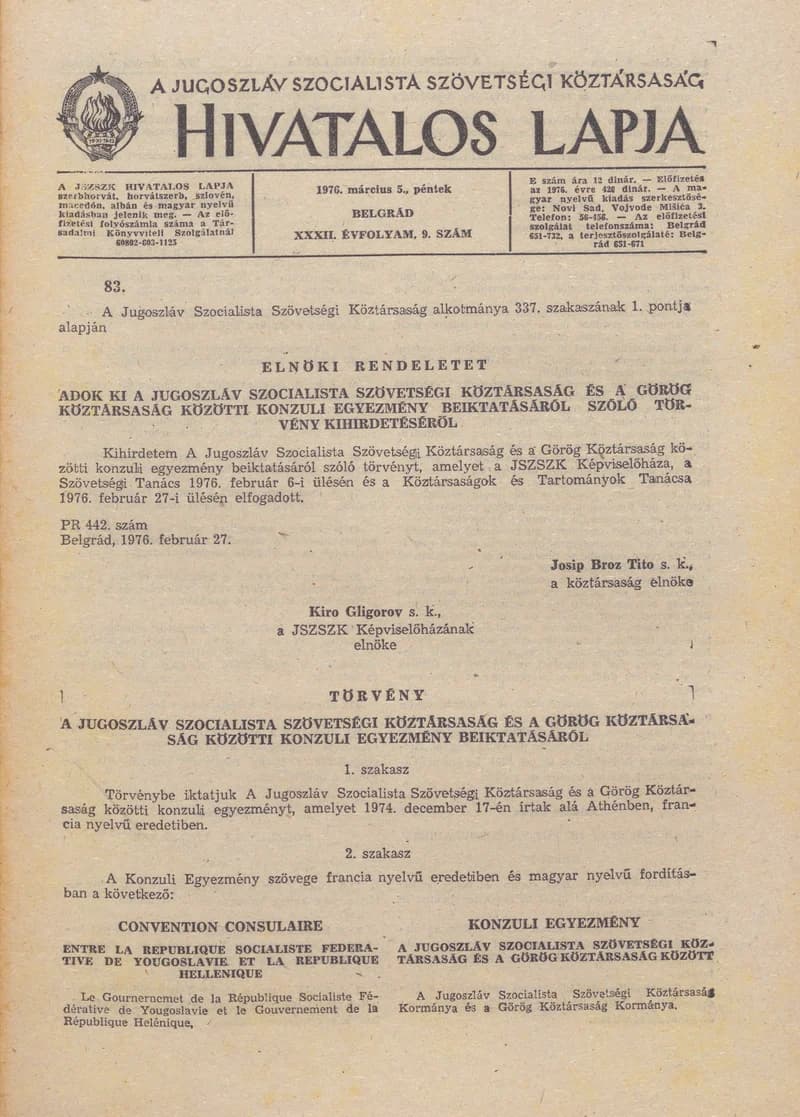 A JUGOSZLÁV SZOCIALISTA SZÖVETSÉGI KÖZTÁRSASÁG
HIVATALOS LAPJA
A JSZSZK HIVATALOS LAPJA
szerbhorvát, horvátszerb, szlovén,
macedón, albán és magyar nyelvű
kiadásban jelenik meg. — Az elő-
fizetési folyószámla száma a Tár-
sadalmi Könyvviteli Szolgálatnál
60802-603-1125
1976. március 5., péntek
BELGRÁD
XXXII. ÉVFOLYAM, 9. SZÁM
E szám ára 12 dinár. — Előfizetés
az 1976. évre 420 dinár. — A ma-
gyar nyelvű kiadás szerkesztősé-
ge: Novi Sad, Vojvode Mišića 3.
Telefon: 56-456. — Az előfizetési
szolgálat telefonszáma: Belgrád
651-732, a terjesztőszolgálaté: Belg-
rád 651-671
83.
A Jugoszláv Szocialista Szövetségi Köztársaság alkotmánya 337. szakaszának 1. pontja
alapján
ELNÖKI RENDELETET
ADOK KI A JUGOSZLÁV SZOCIALISTA SZÖVETSÉGI KÖZTÁRSASÁG ÉS A GÖRÖG
KÖZTÁRSASÁG KÖZÖTTI KONZULI EGYEZMÉNY BEIKTATÁSÁRÓL SZÓLÓ TÖR-
VÉNY KIHIRDETÉSÉRŐL
Kihirdetem A Jugoszláv Szocialista Szövetségi Köztársaság és a Görög Köztársaság kö-
zötti konzuli egyezmény beiktatásáról szóló törvényt, amelyet a JSZSZK Képviselőháza, a
Szövetségi Tanács 1976. február 6-i ülésén és a Köztársaságok és Tartományok Tanácsa
1976. február 27-i ülésén elfogadott.
PR 442. szám
Belgrád, 1976. február 27.
Josip Broz Tito s. k.,
a köztársaság elnöke
Kiro Gligorov s. k.,
a JSZSZK Képviselőházának
elnöke
TÖRVÉNY
A JUGOSZLÁV SZOCIALISTA SZÖVETSÉGI KÖZTÁRSASÁG ÉS A GÖRÖG KÖZTÁRSA-
SÁG KÖZÖTTI KONZULI EGYEZMÉNY BEIKTATÁSÁRÓL
1. szakasz
Törvénybe iktatjuk A Jugoszláv Szocialista Szövetségi Köztársaság és a Görög Köztár-
saság közötti konzuli egyezményt, amelyet 1974. december 17-én írtak alá Athénben, fran-
cia nyelvű eredetiben.
2. szakasz
A Konzuli Egyezmény szövege francia nyelvű eredetiben és magyar nyelvű fordítás-
ban a következő:
CONVENTION CONSULAIRE
ENTRE LA REPUBLIQUE SOCIALISTE FEDERA-
TIVE DE YOUGOSLAVIE ET LA REPUBLIQUE
HELLENIQUE
Le Gournernemet de la République Socialiste Fé-
dérative de Yougoslavie et le Gouvernement de la
République Helénique,
KONZULI EGYEZMÉNY
A JUGOSZLÁV SZOCIALISTA SZÖVETSÉGI KÖZ-
TÁRSASÁG ÉS A GÖRÖG KÖZTÁRSASÁG KÖZÖTT
A Jugoszláv Szocialista Szövetségi Köztársaság
Kormánya és a Görög Köztársaság Kormánya.